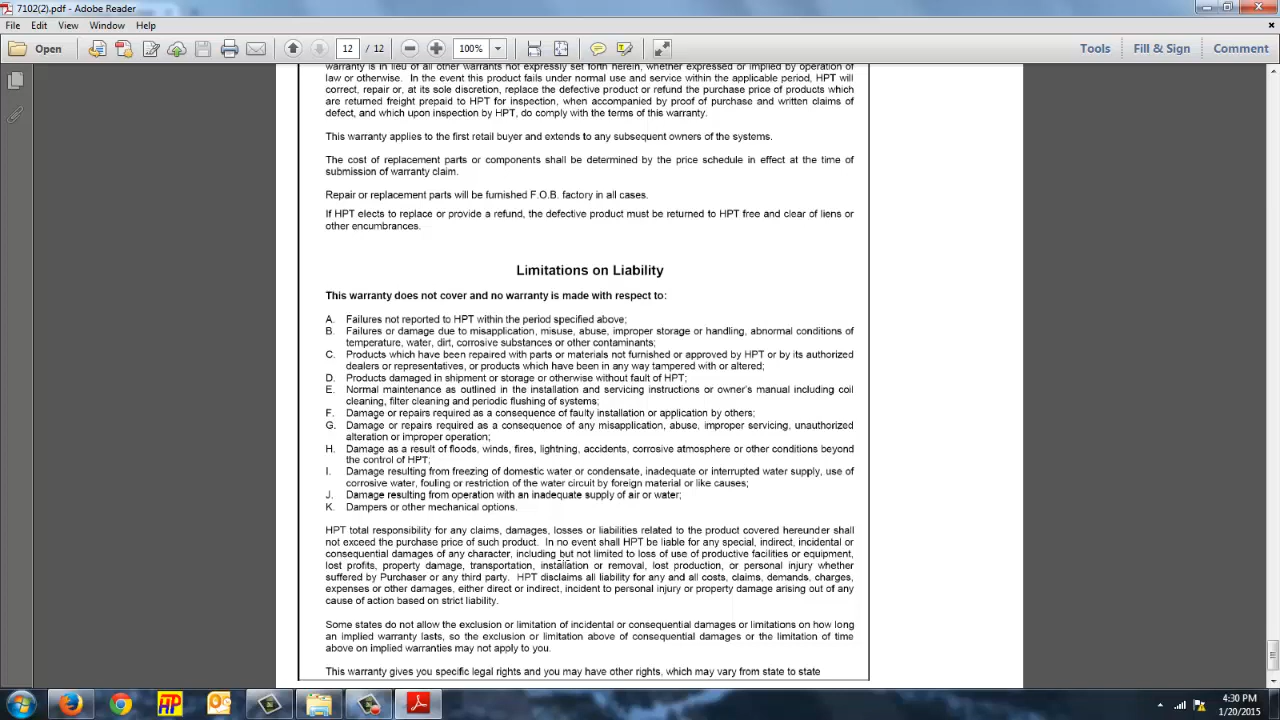 7102(2).pdf - Adobe Reader
File Edit View Window Help
Open 12 / 12 100% Tools Fill & Sign Comment
warranty is in lieu of all other warrants not expressly set forth herein, whether expressed or implied by operation of
law or otherwise. In the event this product fails under normal use and service within the applicable period, HPT will
correct, repair or, at its sole discretion, replace the defective product or refund the purchase price of products which
are returned freight prepaid to HPT for inspection, when accompanied by proof of purchase and written claims of
defect, and which upon inspection by HPT, do comply with the terms of this warranty.
This warranty applies to the first retail buyer and extends to any subsequent owners of the systems.
The cost of replacement parts or components shall be determined by the price schedule in effect at the time of
submission of warranty claim.
Repair or replacement parts will be furnished F.O.B. factory in all cases.
If HPT elects to replace or provide a refund, the defective product must be returned to HPT free and clear of liens or
other encumbrances.
Limitations on Liability
This warranty does not cover and no warranty is made with respect to:
A. Failures not reported to HPT within the period specified above;
B. Failures or damage due to misapplication, misuse, abuse, improper storage or handling, abnormal conditions of
temperature, water, dirt, corrosive substances or other contaminants;
C. Products which have been repaired with parts or materials not furnished or approved by HPT or by its authorized
dealers or representatives, or products which have been in any way tampered with or altered;
D. Products damaged in shipment or storage or otherwise without fault of HPT;
E. Normal maintenance as outlined in the installation and servicing instructions or owner's manual including coil
cleaning, filter cleaning and periodic flushing of systems;
F. Damage or repairs required as a consequence of faulty installation or application by others;
G. Damage or repairs required as a consequence of any misapplication, abuse, improper servicing, unauthorized
alteration or improper operation;
H. Damage as a result of floods, winds, fires, lightning, accidents, corrosive atmosphere or other conditions beyond
the control of HPT;
I. Damage resulting from freezing of domestic water or condensate, inadequate or interrupted water supply, use of
corrosive water, fouling or restriction of the water circuit by foreign material or like causes;
J. Damage resulting from operation with an inadequate supply of air or water;
K. Dampers or other mechanical options.
HPT total responsibility for any claims, damages, losses or liabilities related to the product covered hereunder shall
not exceed the purchase price of such product. In no event shall HPT be liable for any special, indirect, incidental or
consequential damages of any character, including but not limited to loss of use of productive facilities or equipment,
lost profits, property damage, transportation, installation or removal, lost production, or personal injury whether
suffered by Purchaser or any third party. HPT disclaims all liability for any and all costs, claims, demands, charges,
expenses or other damages, either direct or indirect, incident to personal injury or property damage arising out of any
cause of action based on strict liability.
Some states do not allow the exclusion or limitation of incidental or consequential damages or limitations on how long
an implied warranty lasts, so the exclusion or limitation above of consequential damages or the limitation of time
above on implied warranties may not apply to you.
This warranty gives you specific legal rights and you may have other rights, which may vary from state to state
HP
4:30 PM
1/20/2015